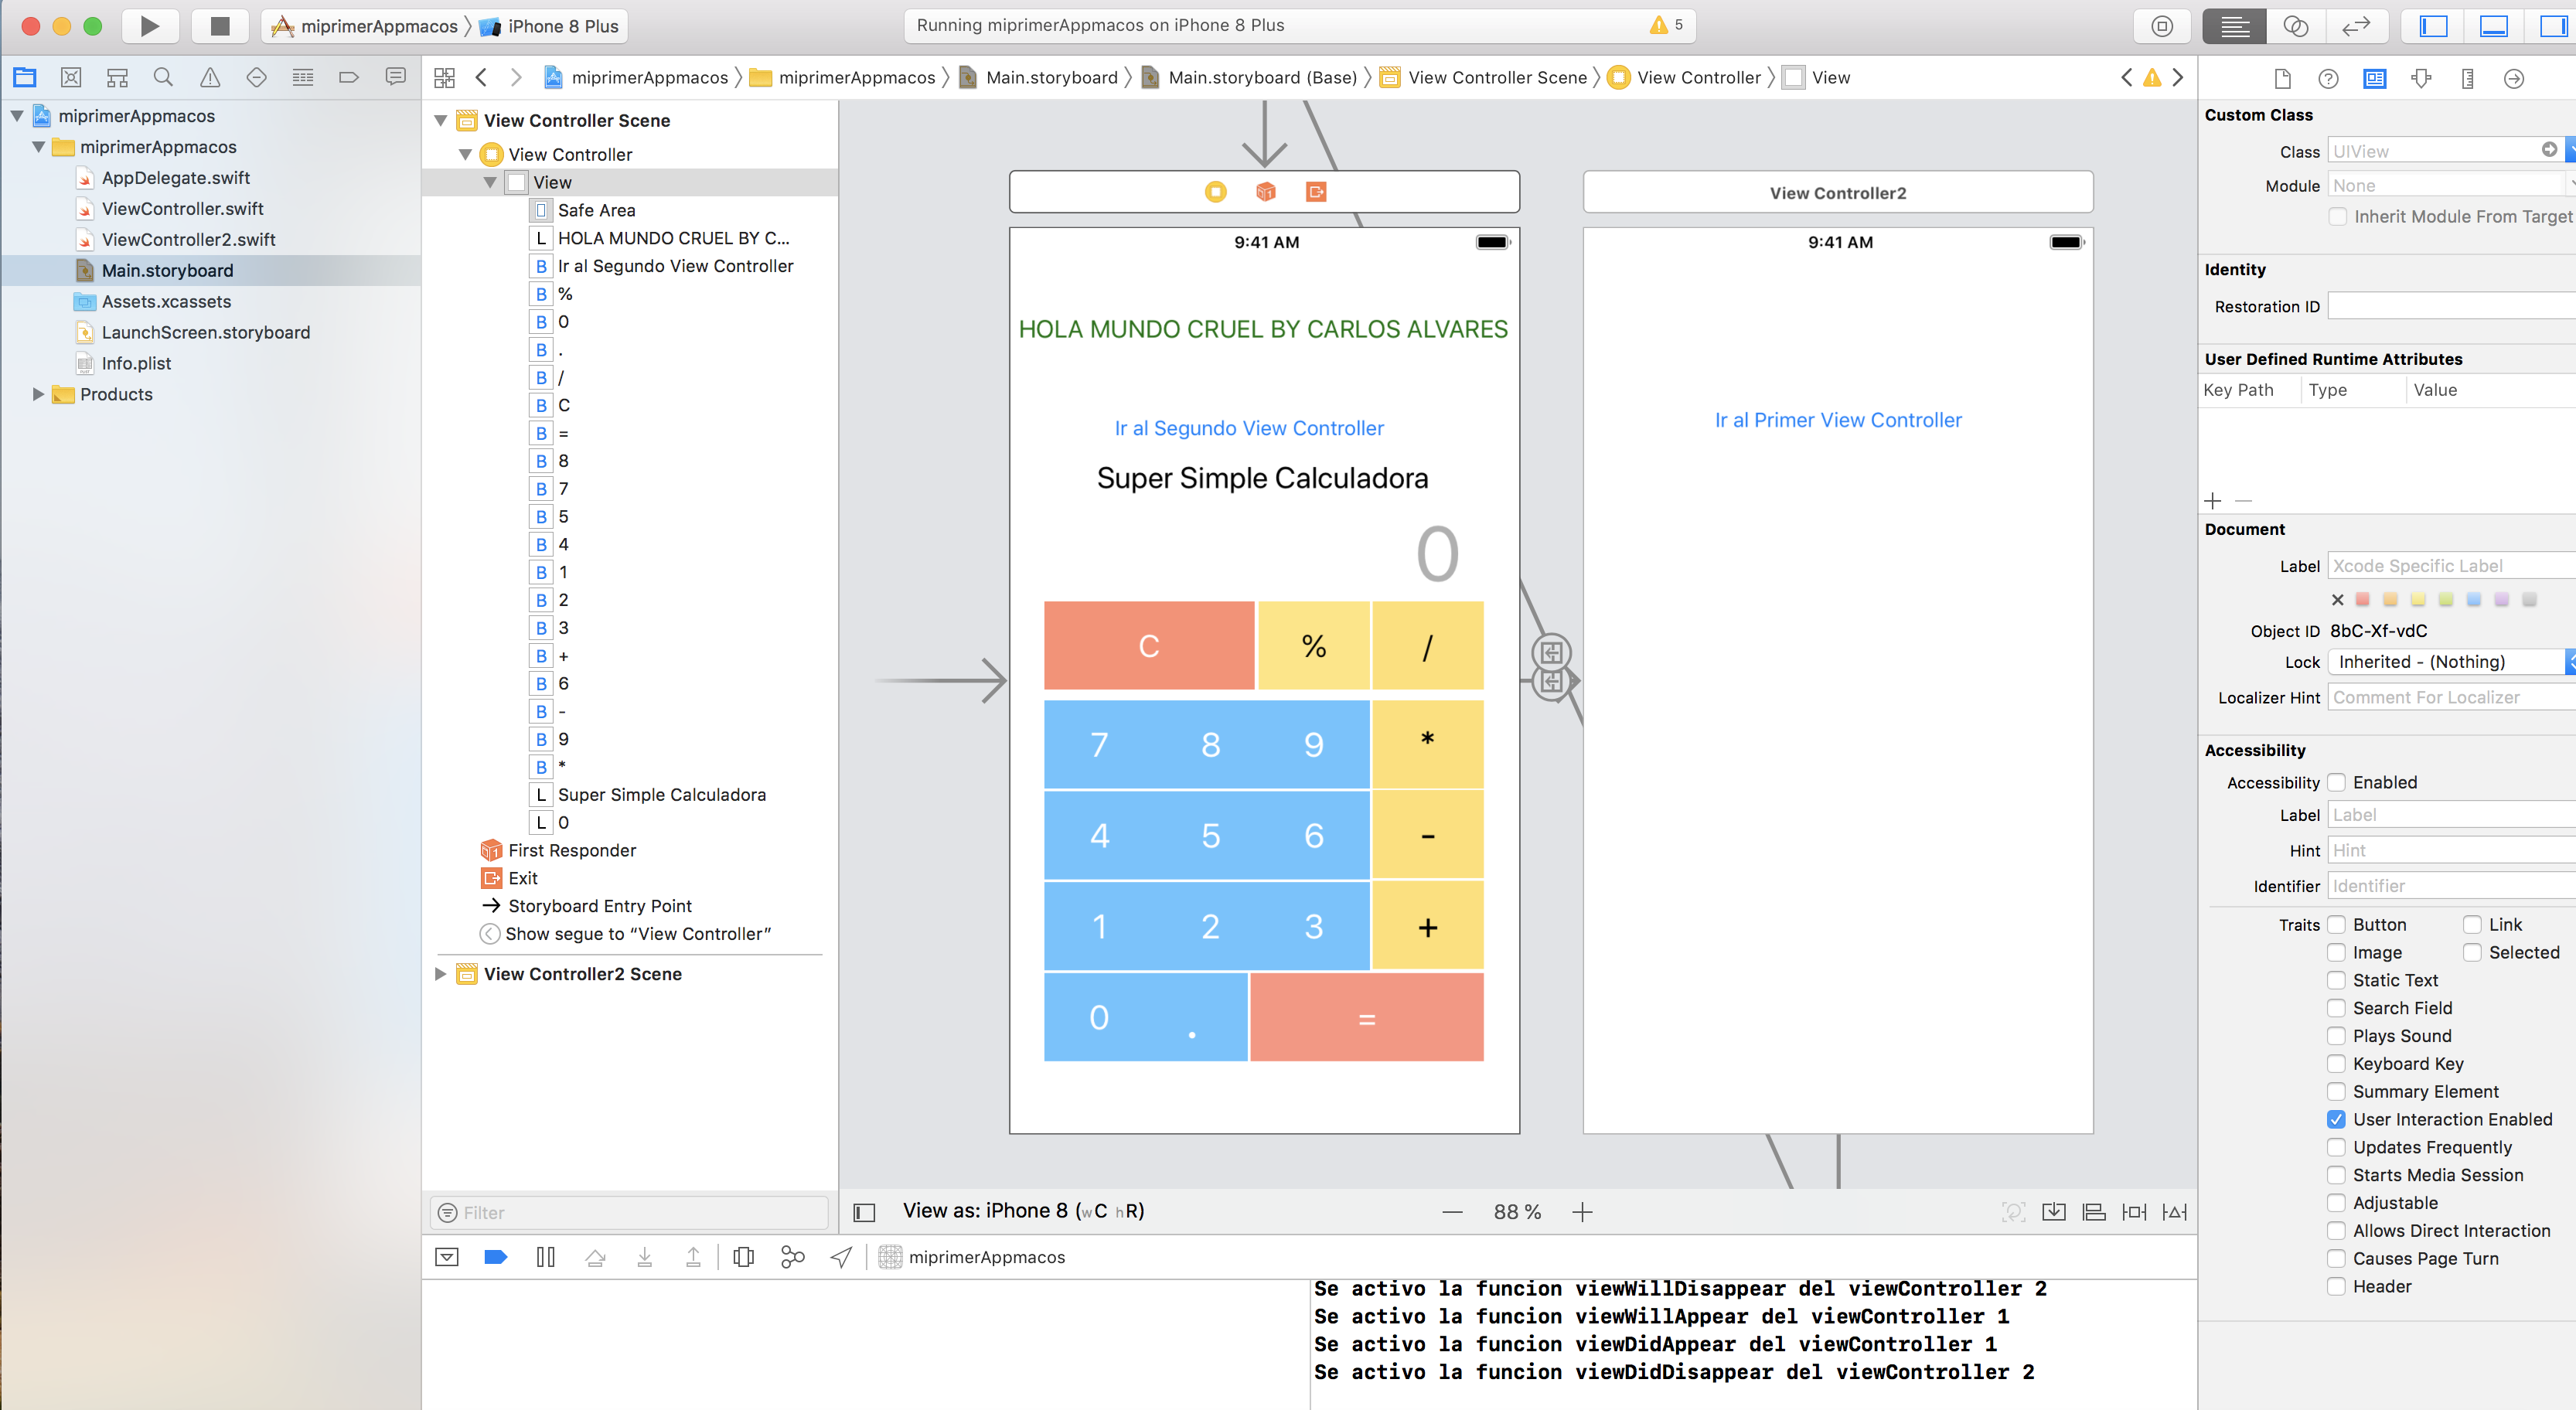 miprimerAppmacos
iPhone 8 Plus
Running miprimerAppmacos on iPhone 8 Plus
5
miprimerAppmacos
miprimerAppmacos
Main.storyboard
Main.storyboard (Base)
View Controller Scene
View Controller
View
miprimerAppmacos
miprimerAppmacos
AppDelegate.swift
ViewController.swift
ViewController2.swift
Main.storyboard
Assets.xcassets
LaunchScreen.storyboard
Info.plist
Products
View Controller Scene
View Controller
View
Safe Area
L HOLA MUNDO CRUEL BY C...
B Ir al Segundo View Controller
B %
B 0
B .
B /
B C
B =
B 8
B 7
B 5
B 4
B 1
B 2
B 3
B +
B 6
B -
B 9
B *
L Super Simple Calculadora
L 0
First Responder
Exit
Storyboard Entry Point
Show segue to “View Controller”
View Controller2 Scene
Filter
9:41 AM
HOLA MUNDO CRUEL BY CARLOS ALVARES
Ir al Segundo View Controller
Super Simple Calculadora
0
C % /
7 8 9 *
4 5 6 -
1 2 3 +
0 . =
View Controller2
9:41 AM
Ir al Primer View Controller
View as: iPhone 8 (wC hR)
88 %
miprimerAppmacos
Se activo la funcion viewWillDisappear del viewController 2
Se activo la funcion viewWillAppear del viewController 1
Se activo la funcion viewDidAppear del viewController 1
Se activo la funcion viewDidDisappear del viewController 2
Custom Class
Class UIView
Module None
Inherit Module From Target
Identity
Restoration ID
User Defined Runtime Attributes
Key Path Type Value
Document
Label Xcode Specific Label
Object ID 8bC-Xf-vdC
Lock Inherited - (Nothing)
Localizer Hint Comment For Localizer
Accessibility
Accessibility Enabled
Label Label
Hint Hint
Identifier Identifier
Traits Button Link
Image Selected
Static Text
Search Field
Plays Sound
Keyboard Key
Summary Element
User Interaction Enabled
Updates Frequently
Starts Media Session
Adjustable
Allows Direct Interaction
Causes Page Turn
Header